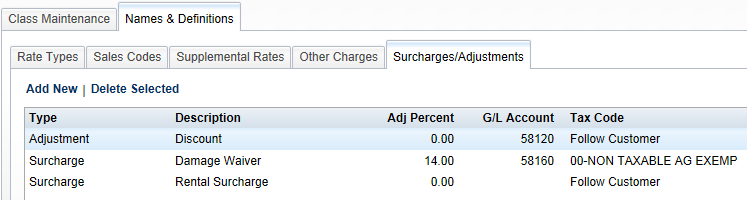 Class Maintenance Names & Definitions
Rate Types Sales Codes Supplemental Rates Other Charges Surcharges/Adjustments
Add New | Delete Selected
Type Description Adj Percent G/L Account Tax Code
Adjustment Discount 0.00 58120 Follow Customer
Surcharge Damage Waiver 14.00 58160 00-NON TAXABLE AG EXEMP
Surcharge Rental Surcharge 0.00 Follow Customer